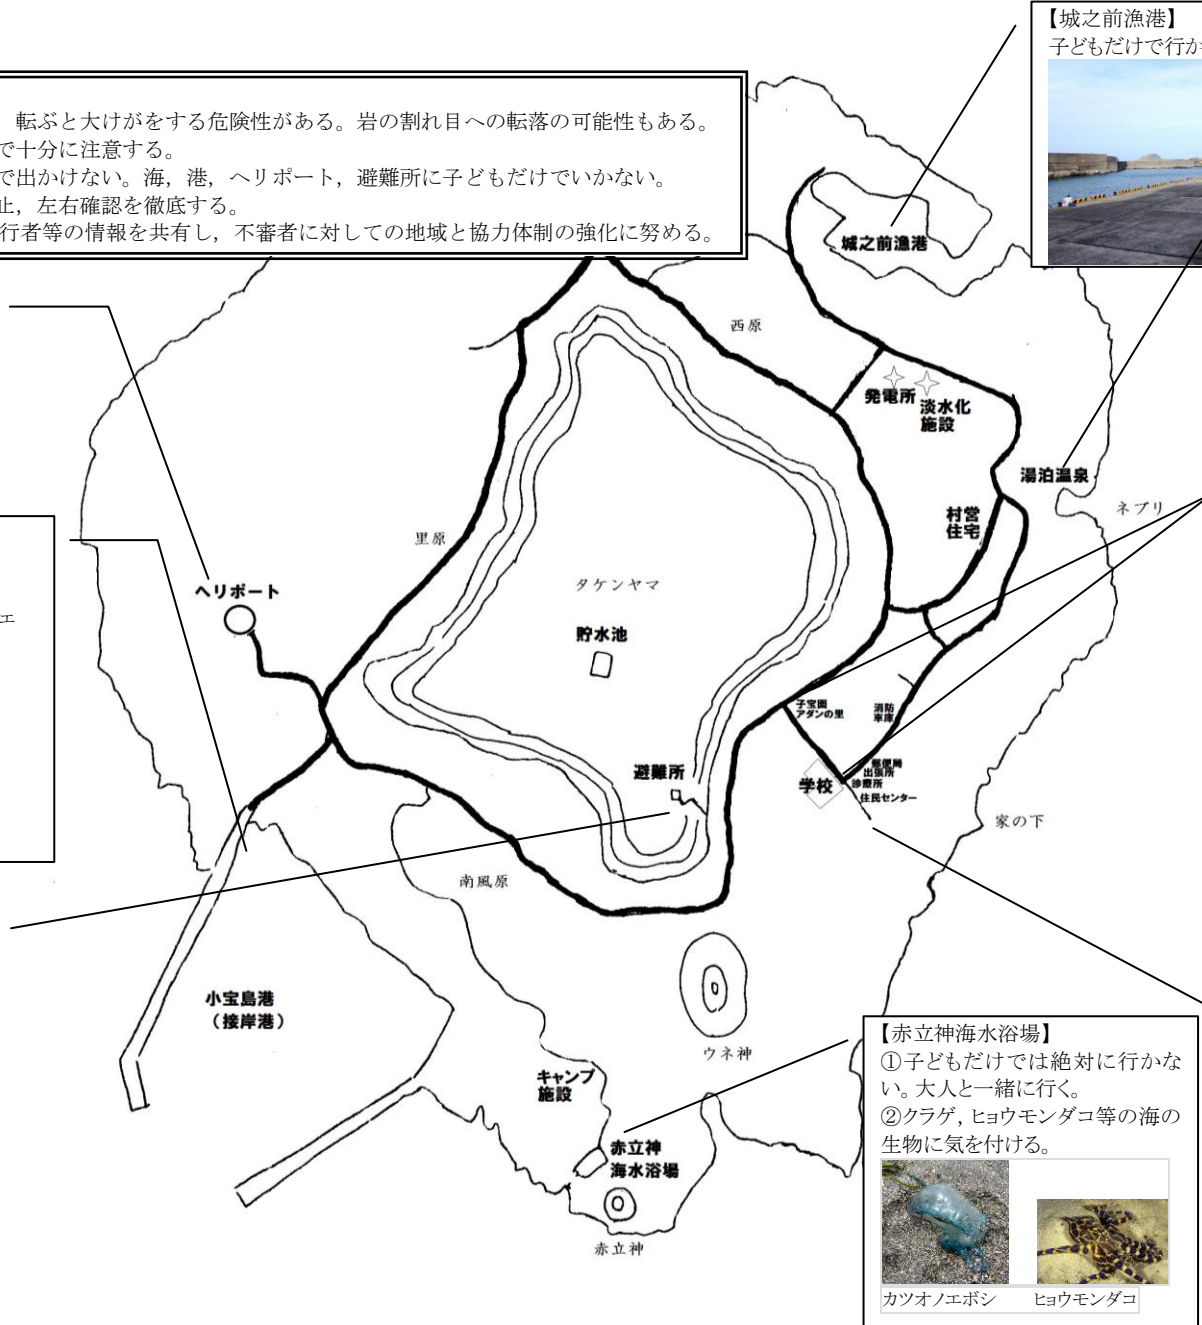 【城之前漁港】
子どもだけで行か
転ぶと大けがをする危険性がある。岩の割れ目への転落の可能性もある。
で十分に注意する。
で出かけない。海,港,ヘリポート,避難所に子どもだけでいかない。
止,左右確認を徹底する。
行者等の情報を共有し,不審者に対しての地域と協力体制の強化に努める。
城之前漁港
西原
発電所
淡水化
施設
湯泊温泉
ネブリ
村営
住宅
里原
タケンヤマ
ヘリポート
エ
貯水池
子宝園
アダンの里
消防
車庫
避難所
学校
郵便局
出張所
診療所
住民センター
家の下
南風原
小宝島港
(接岸港)
ウネ神
キャンプ
施設
赤立神
海水浴場
赤立神
【赤立神海水浴場】
①子どもだけでは絶対に行かな
い。大人と一緒に行く。
②クラゲ,ヒョウモンダコ等の海の
生物に気を付ける。
カツオノエボシ ヒョウモンダコ